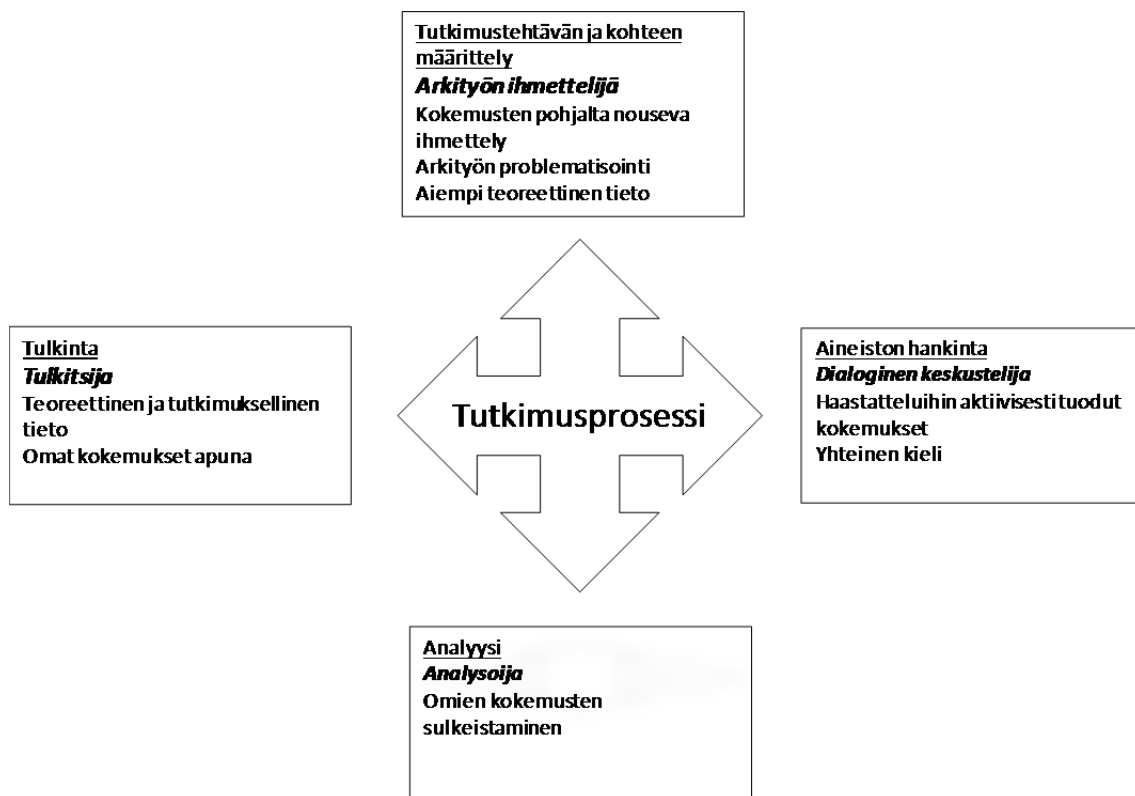 Tutkimustehtävän ja kohteen
määrittely
Arkityön ihmettelijä
Kokemusten pohjalta nouseva
ihmettely
Arkityön problematisointi
Aiempi teoreettinen tieto
Tulkinta
Tulkitsija
Teoreettinen ja tutkimuksellinen
tieto
Omat kokemukset apuna
Tutkimusprosessi
Aineiston hankinta
Dialoginen keskustelija
Haastatteluihin aktiivisesti tuodut
kokemukset
Yhteinen kieli
Analyysi
Analysoija
Omien kokemusten
sulkeistaminen